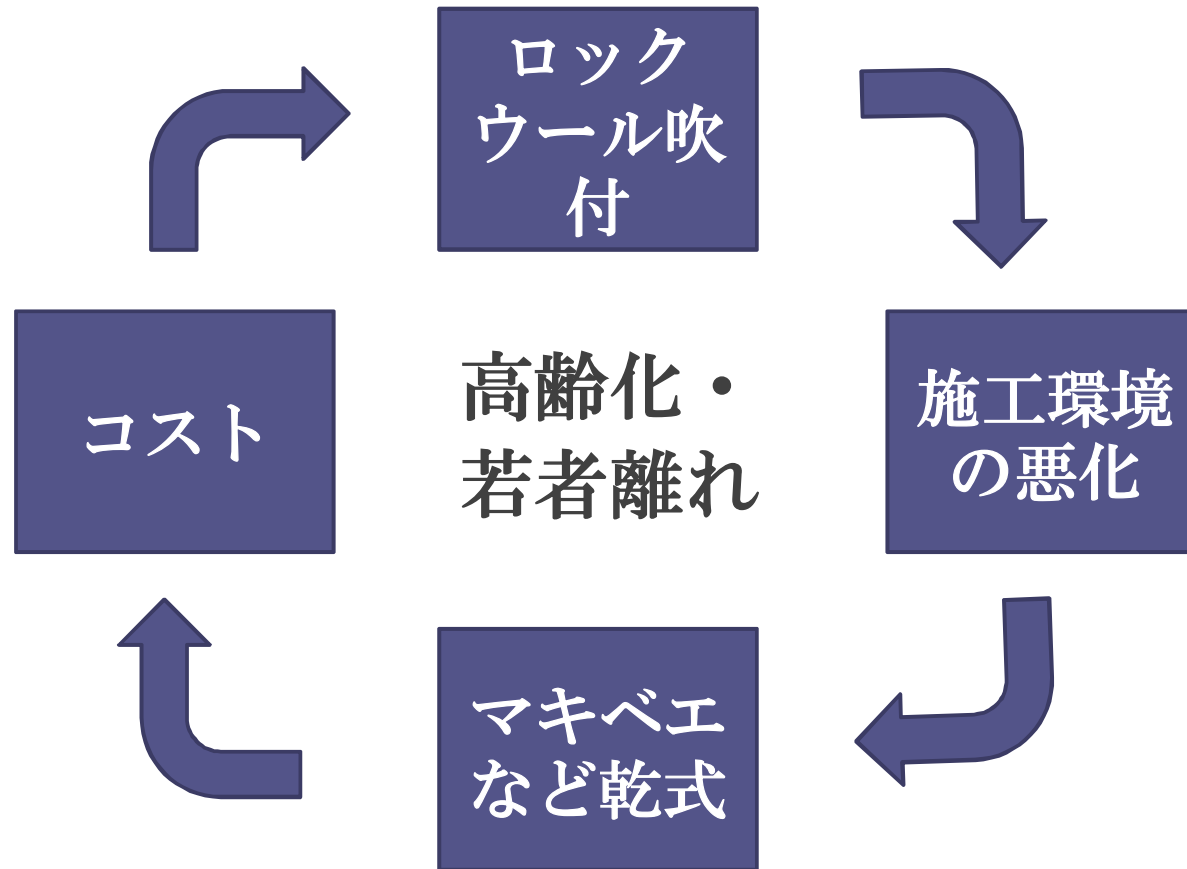 ロック
ウール吹
付
コスト
高齢化・
若者離れ
施工環境
の悪化
マキベエ
など乾式